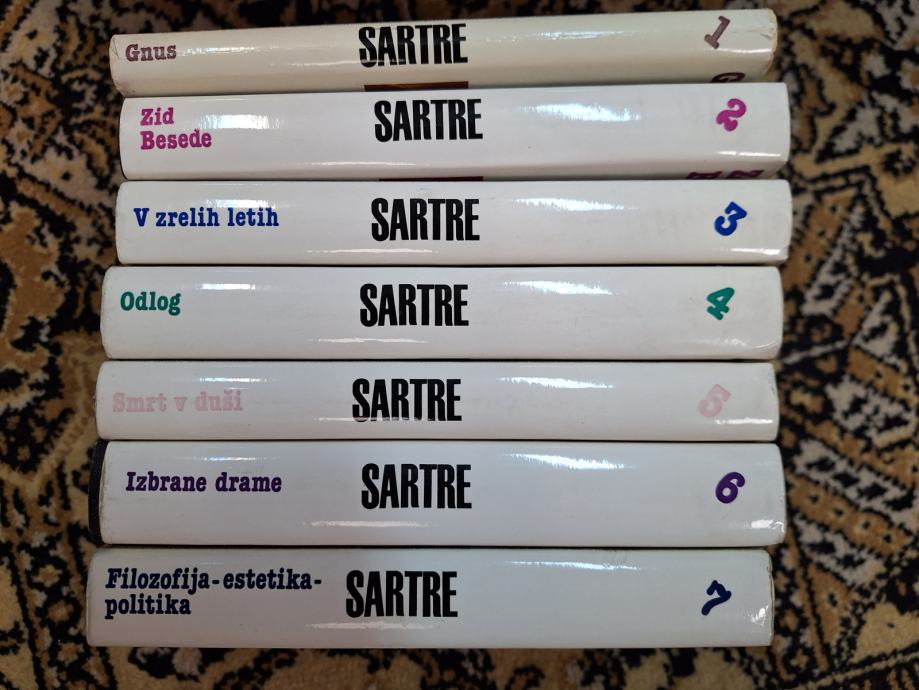 Gnus SARTRE 1
Zid
Besede SARTRE 2
V zrelih letih SARTRE 3
Odlog SARTRE 4
Smrt v duši SARTRE 5
Izbrane drame SARTRE 6
Filozofija-estetika-
politika SARTRE 7